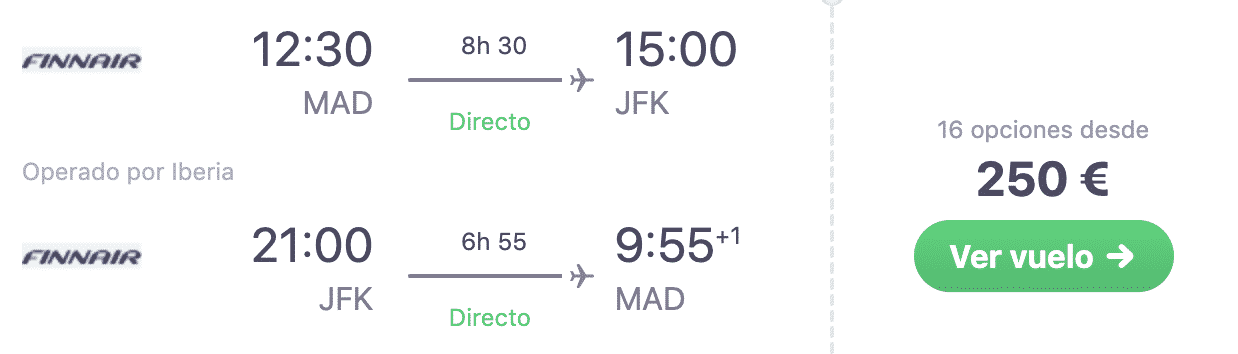 FINNAIR 12:30 8h 30 15:00
MAD Directo JFK
Operado por Iberia
FINNAIR 21:00 6h 55 9:55+1
JFK Directo MAD
16 opciones desde
250 €
Ver vuelo →